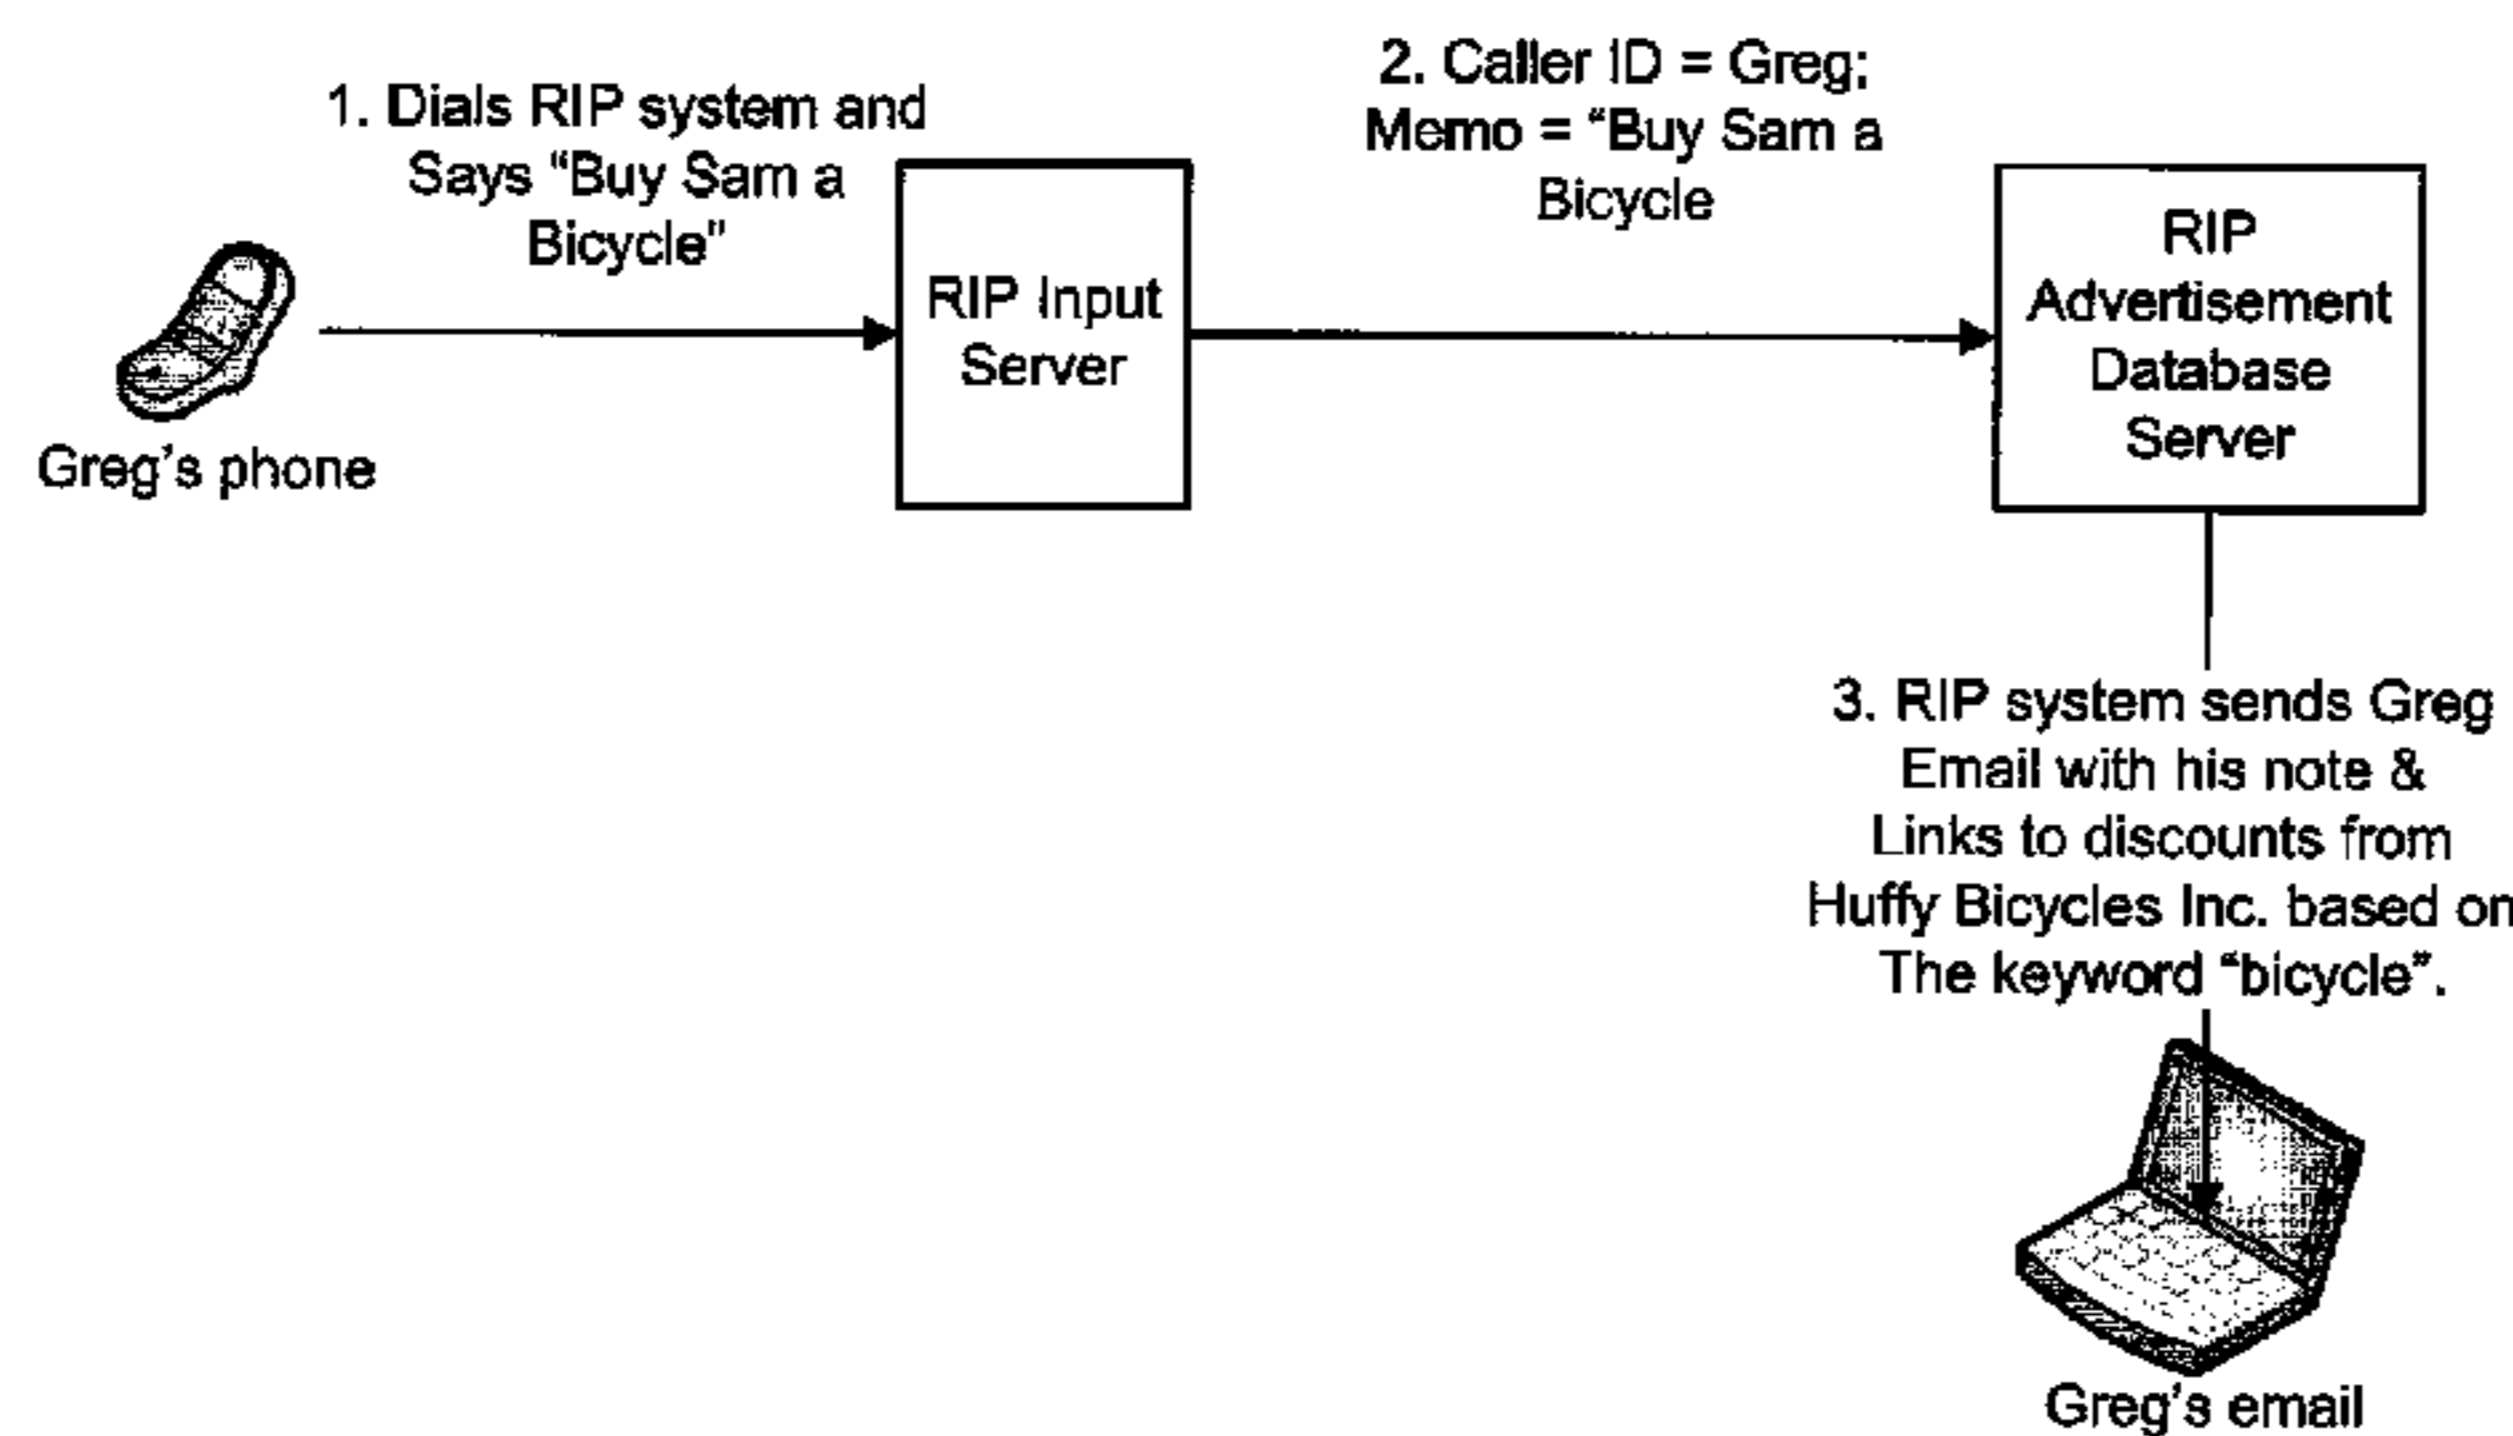 1. Dials RIP system and
Says “Buy Sam a
Bicycle”
Greg’s phone
RIP Input
Server
2. Caller ID = Greg;
Memo = “Buy Sam a
Bicycle
RIP
Advertisement
Database
Server
3. RIP system sends Greg
Email with his note &
Links to discounts from
Huffy Bicycles Inc. based on
The keyword “bicycle”.
Greg’s email